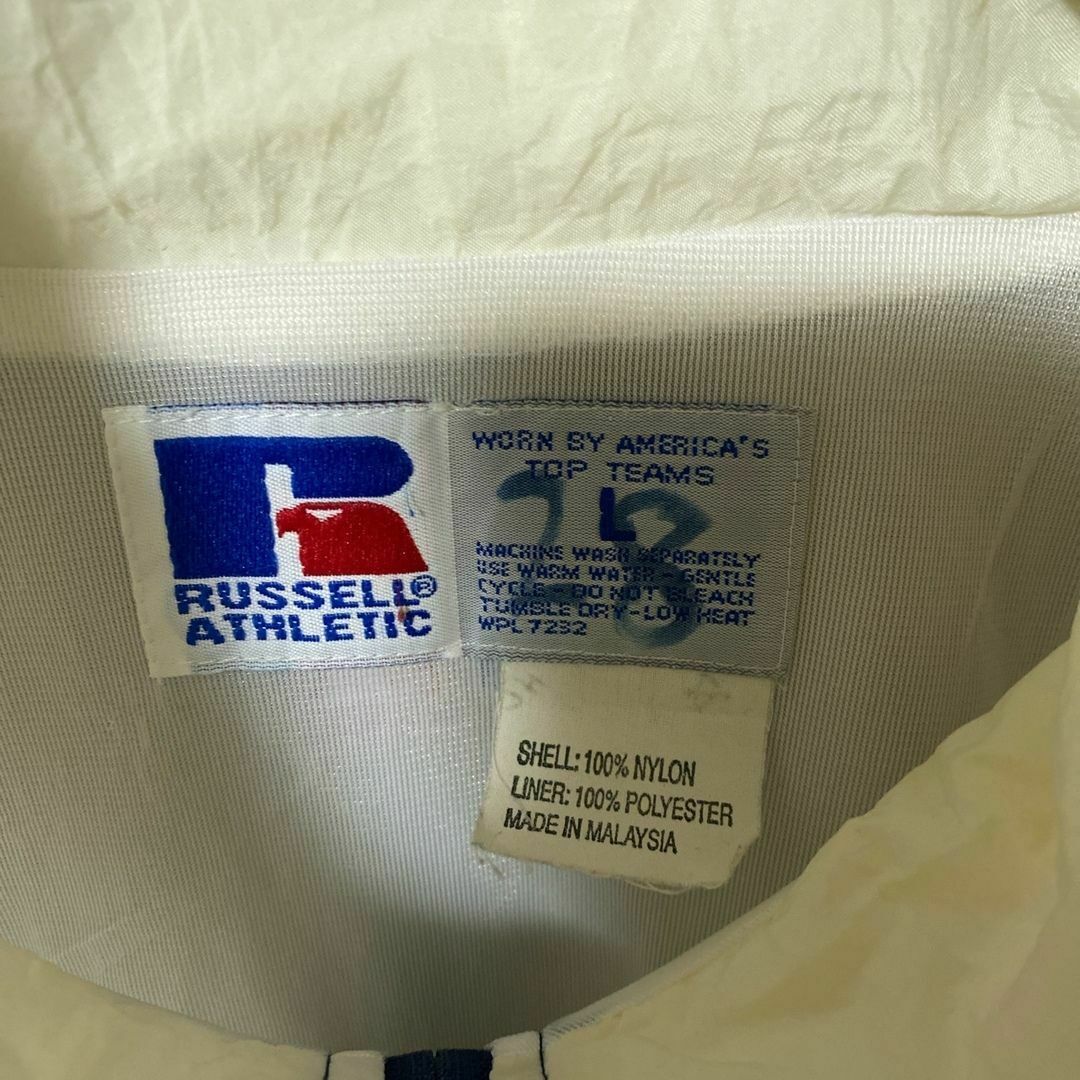 RUSSELL®
ATHLETIC
WORN BY AMERICA'S
TOP TEAMS
L
MACHINE WASH SEPARATELY
USE WARM WATER - GENTLE
CYCLE - DO NOT BLEACH
TUMBLE DRY - LOW HEAT
WPL 7232
SHELL: 100% NYLON
LINER: 100% POLYESTER
MADE IN MALAYSIA